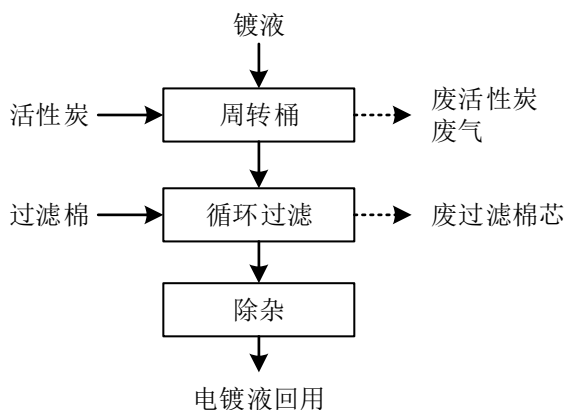 镀液
活性炭
周转桶
废活性炭
废气
过滤棉
循环过滤
废过滤棉芯
除杂
电镀液回用